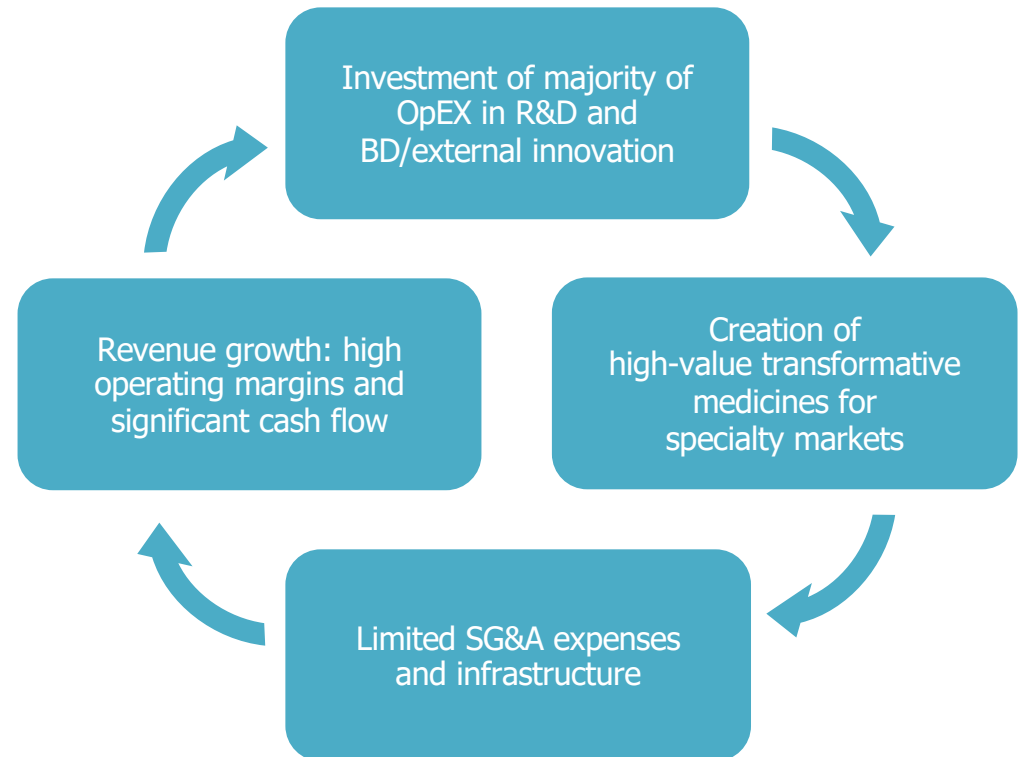 Investment of majority of
OpEX in R&D and
BD/external innovation
Creation of
high-value transformative
medicines for
specialty markets
Limited SG&A expenses
and infrastructure
Revenue growth: high
operating margins and
significant cash flow